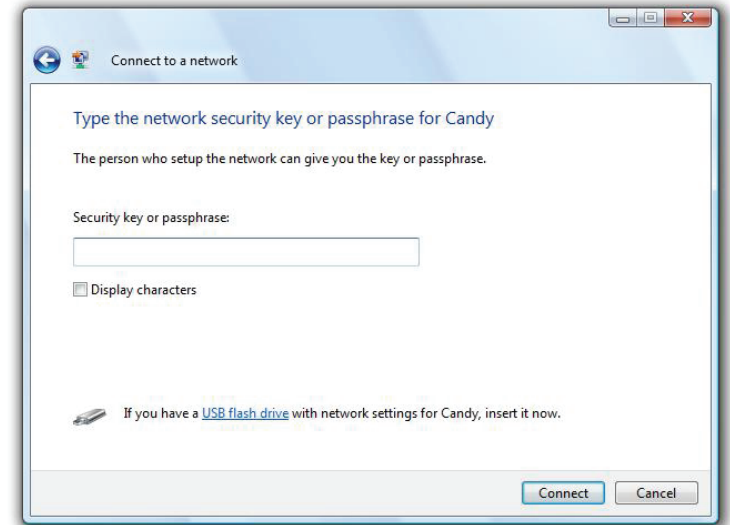 Connect to a network
Type the network security key or passphrase for Candy
The person who setup the network can give you the key or passphrase.
Security key or passphrase:
Display characters
If you have a USB flash drive with network settings for Candy, insert it now.
Connect Cancel